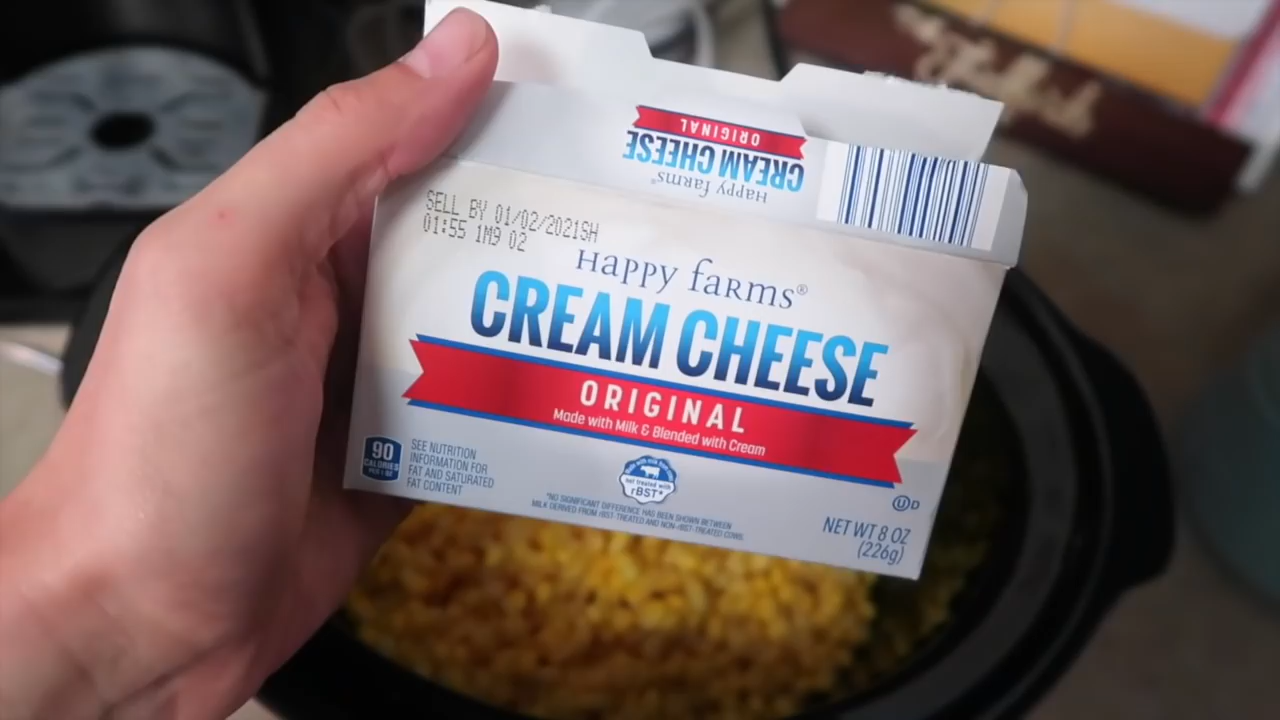 ORIGINAL
CREAM CHEESE
Happy farms®
SELL BY 01/02/2021SH
01:55 1M9 02
Happy farms®
CREAM CHEESE
ORIGINAL
Made with Milk & Blended with Cream
90
CALORIES
PER 1 OZ
SEE NUTRITION
INFORMATION FOR
FAT AND SATURATED
FAT CONTENT
not treated with
rBST*
*NO SIGNIFICANT DIFFERENCE HAS BEEN SHOWN BETWEEN
MILK DERIVED FROM rBST-TREATED AND NON-rBST-TREATED COWS.
U D
NET WT 8 OZ
(226g)